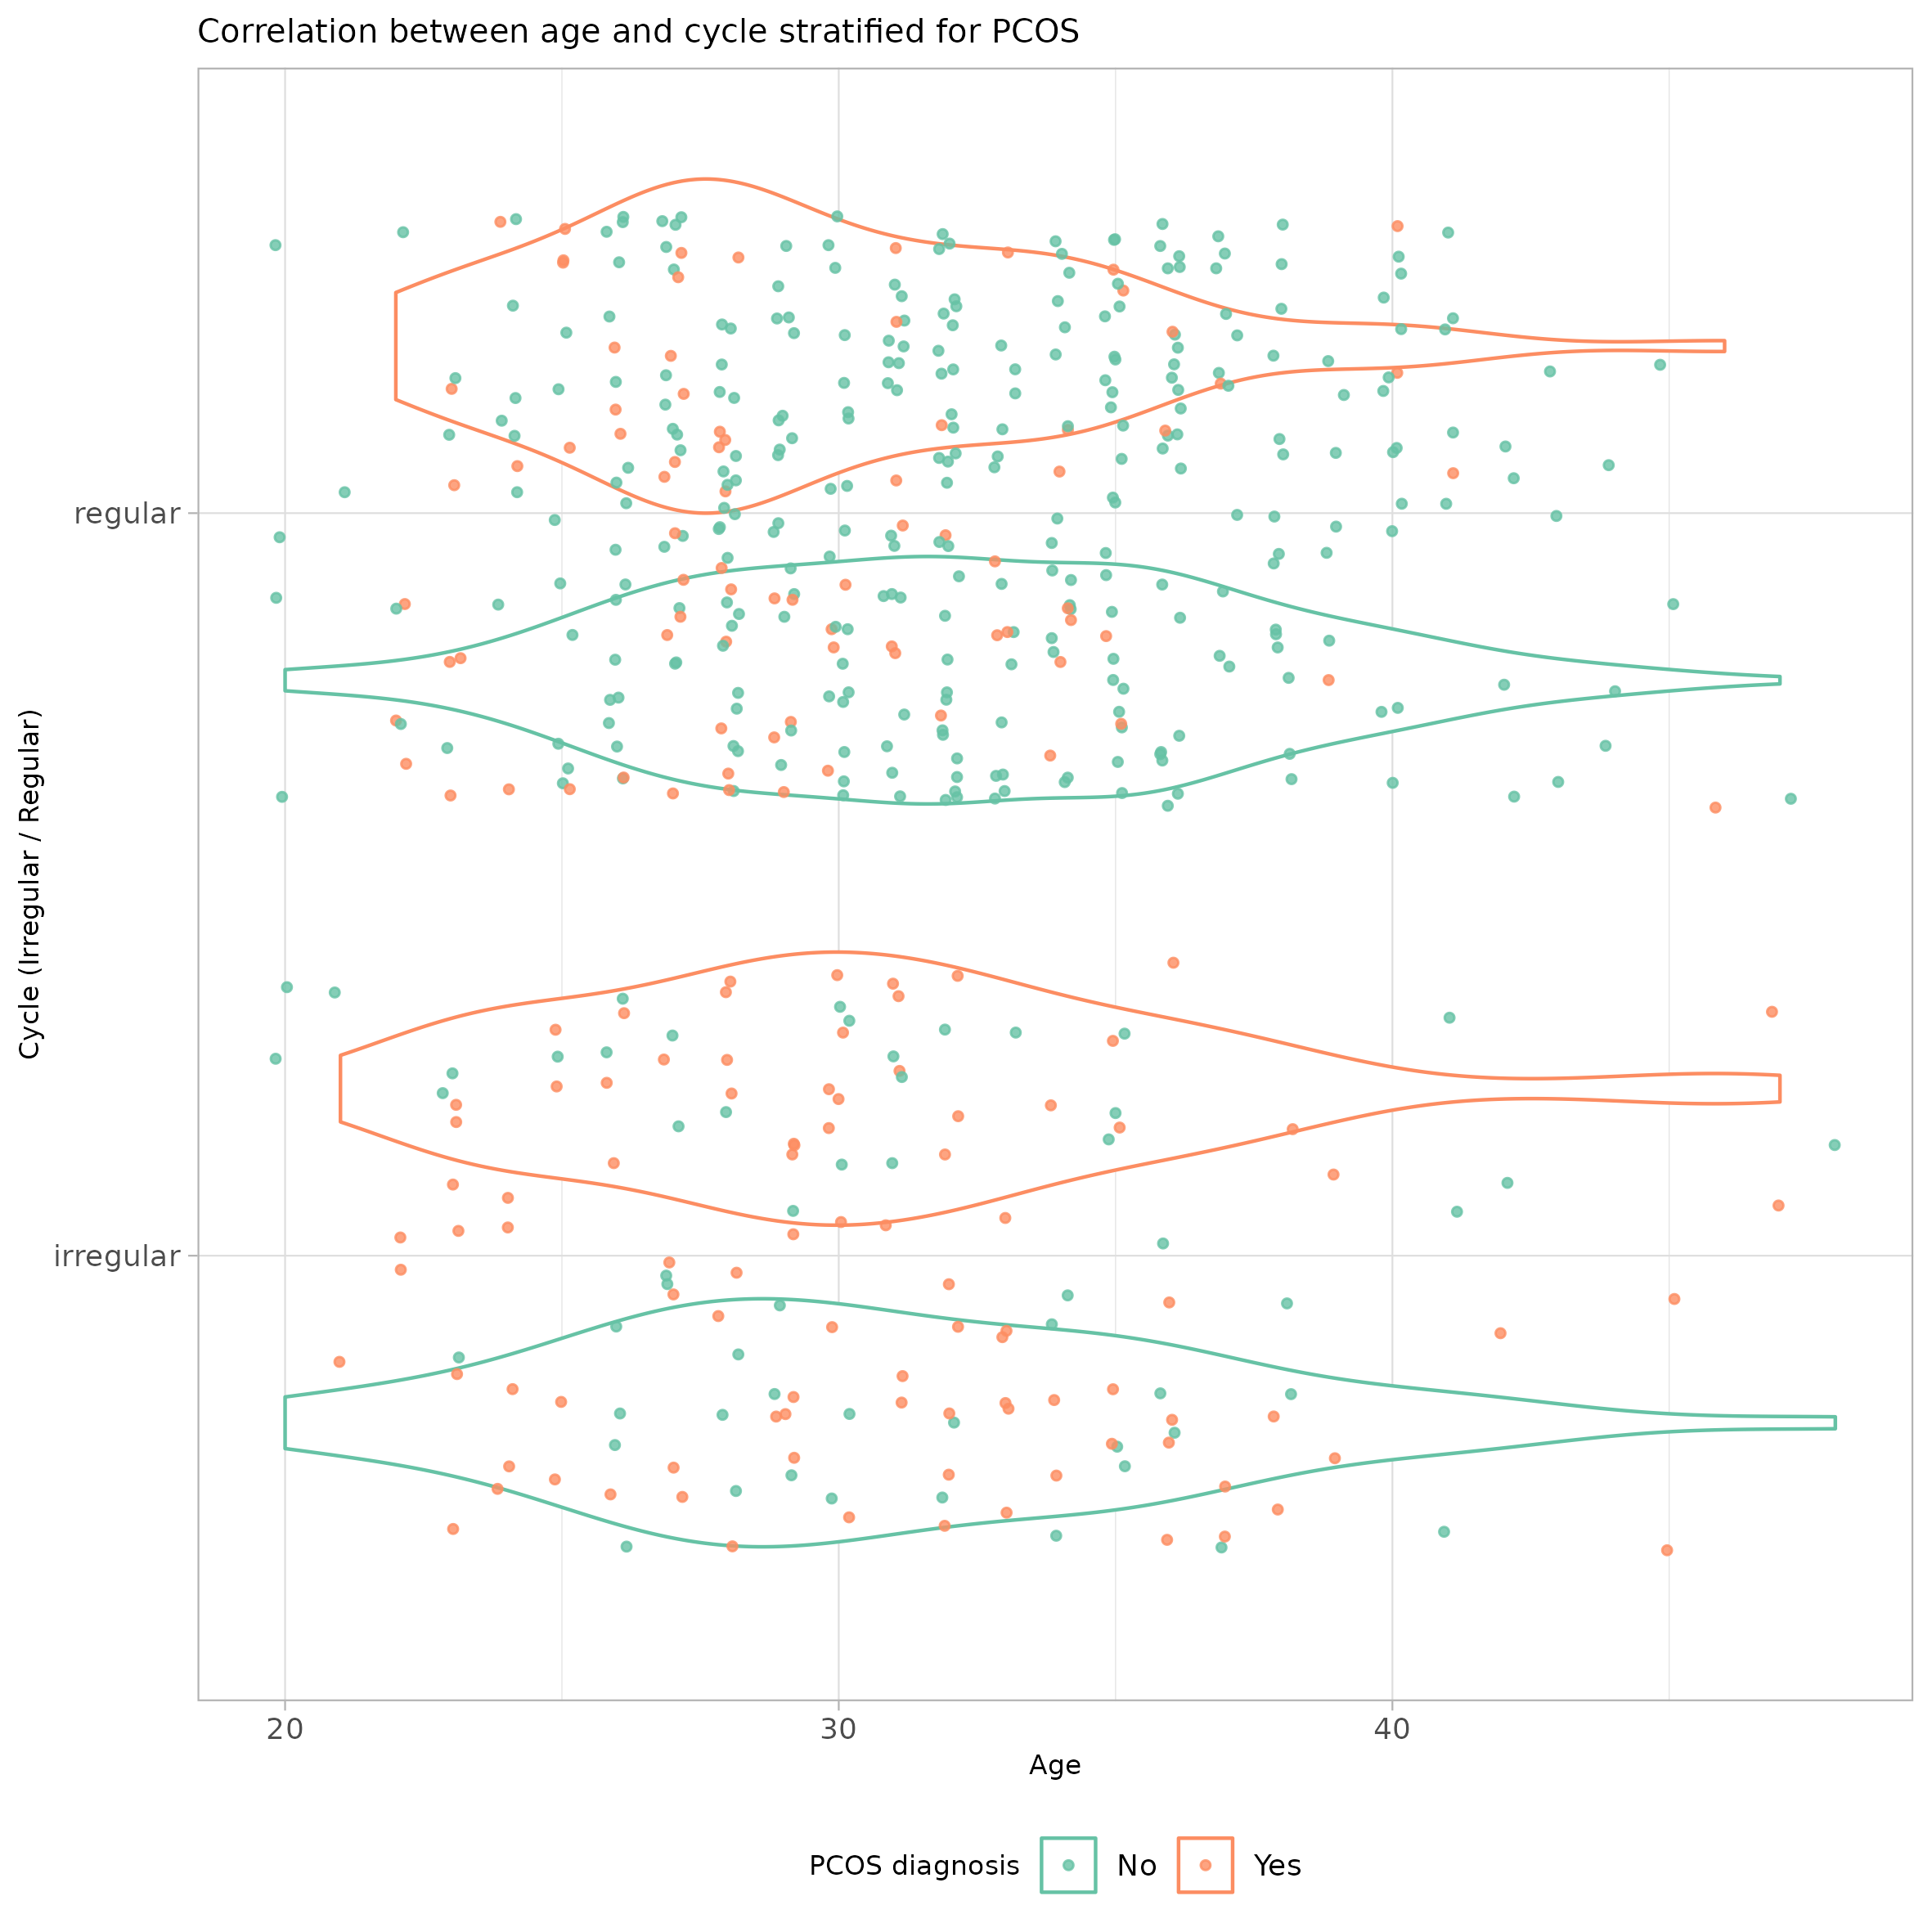 Correlation between age and cycle stratified for PCOS
Cycle (Irregular / Regular)
regular
irregular
20 30 40
Age
PCOS diagnosis No Yes